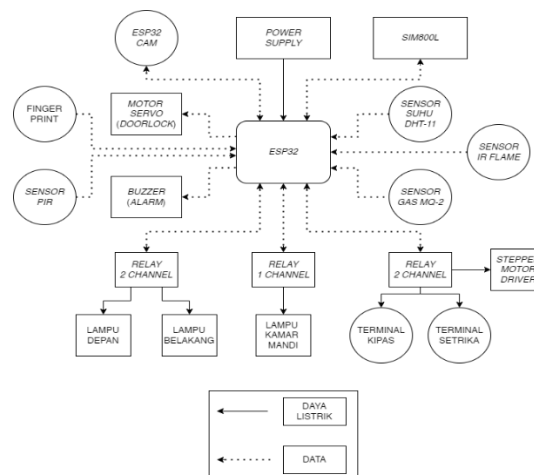 ESP32
CAM
POWER
SUPPLY
SIM800L
FINGER
PRINT
MOTOR
SERVO
(DOORLOCK)
ESP32
SENSOR
SUHU
DHT-11
SENSOR
IR FLAME
SENSOR
PIR
BUZZER
(ALARM)
SENSOR
GAS MQ-2
RELAY
2 CHANNEL
RELAY
1 CHANNEL
RELAY
2 CHANNEL
STEPPER
MOTOR
DRIVER
LAMPU
DEPAN
LAMPU
BELAKANG
LAMPU
KAMAR
MANDI
TERMINAL
KIPAS
TERMINAL
SETRIKA
DAYA
LISTRIK
DATA